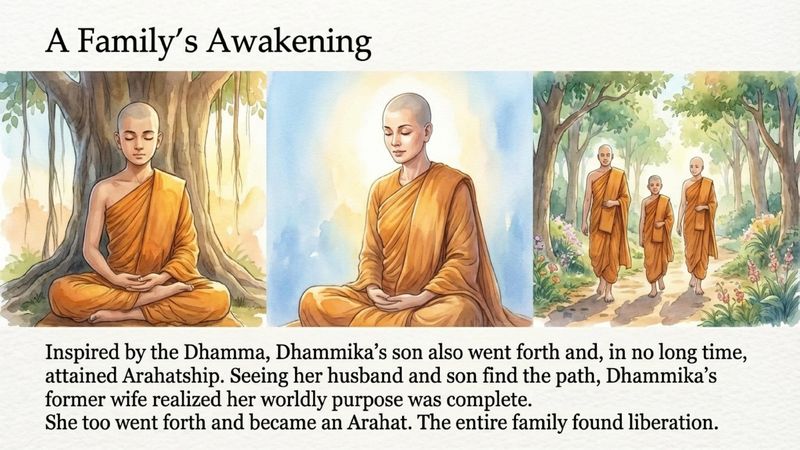 A Family’s Awakening
Inspired by the Dhamma, Dhammika’s son also went forth and, in no long time,
attained Arahatship. Seeing her husband and son find the path, Dhammika’s
former wife realized her worldly purpose was complete.
She too went forth and became an Arahat. The entire family found liberation.